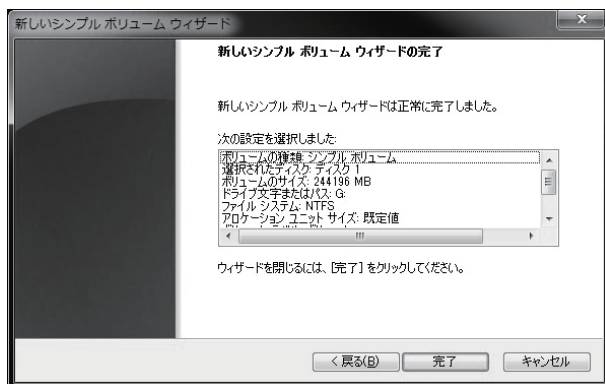 新しいシンプル ボリューム ウィザード
新しいシンプル ボリューム ウィザードの完了
新しいシンプル ボリューム ウィザードは正常に完了しました。
次の設定を選択しました:
ボリュームの種類: シンプル ボリューム
選択されたディスク: ディスク 1
ボリュームのサイズ: 244196 MB
ドライブ文字またはパス: G:
ファイル システム: NTFS
アロケーション ユニット サイズ: 既定値
ウィザードを閉じるには、[完了] をクリックしてください。
< 戻る(B)
完了
キャンセル